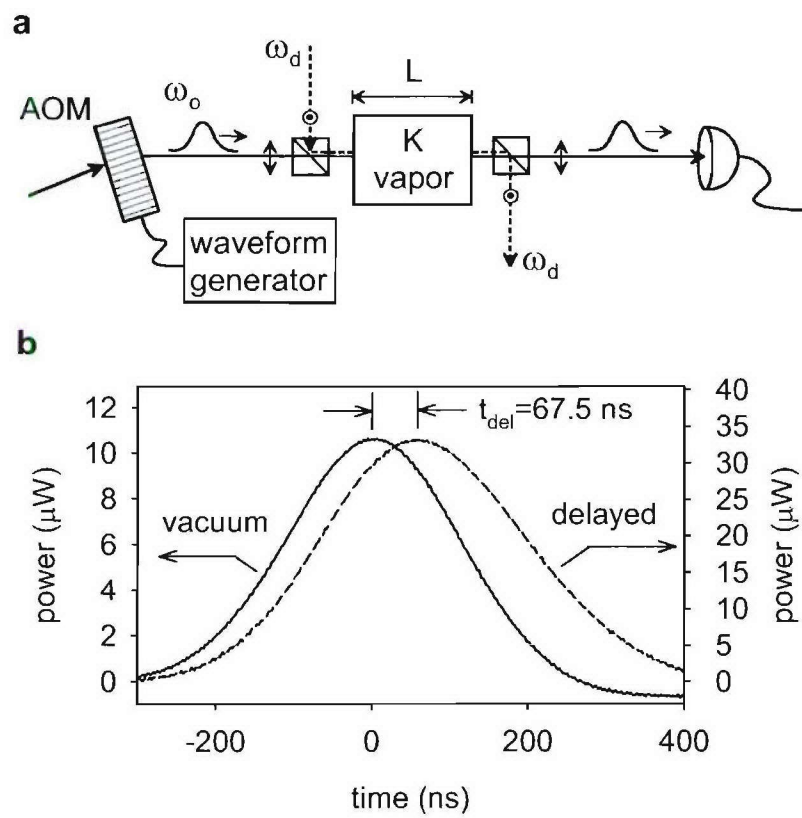 a
ω_d
L
AOM
ω_o
K
vapor
waveform
generator
ω_d
b
t_del=67.5 ns
12
10
8
6
4
2
0
40
35
30
25
20
15
10
5
0
vacuum
delayed
power (μW)
power (μW)
-200
0
200
400
time (ns)